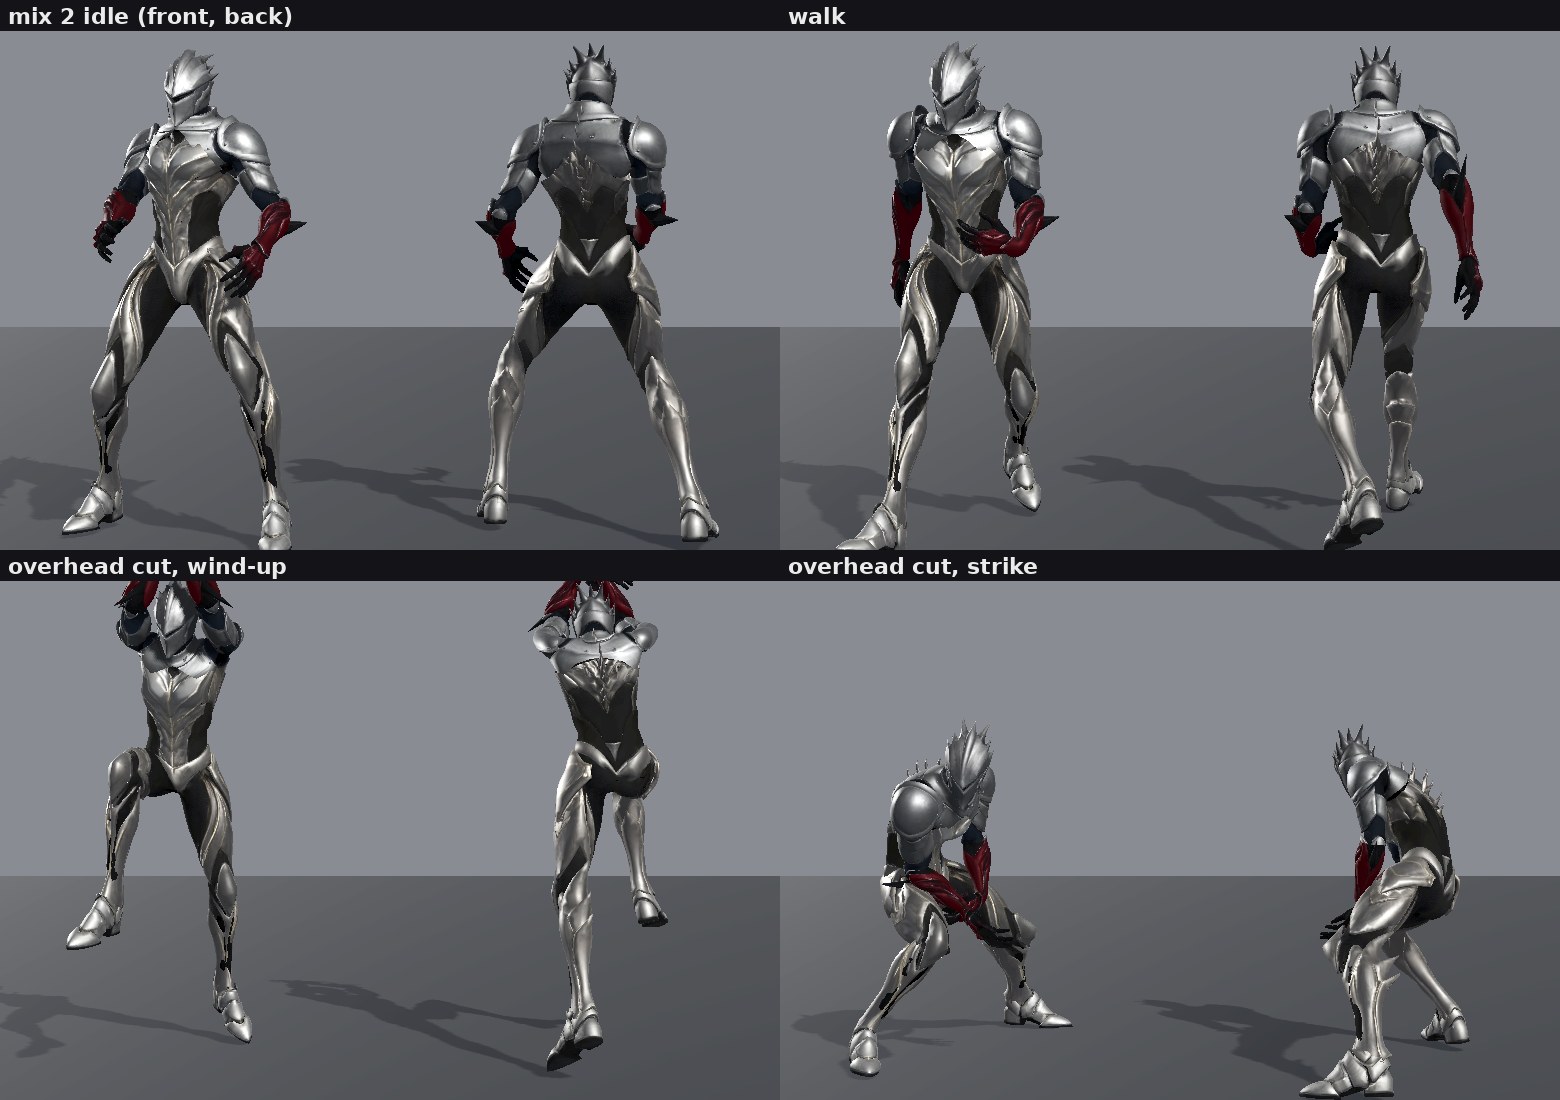 mix 2 idle (front, back)
walk
overhead cut, wind-up
overhead cut, strike